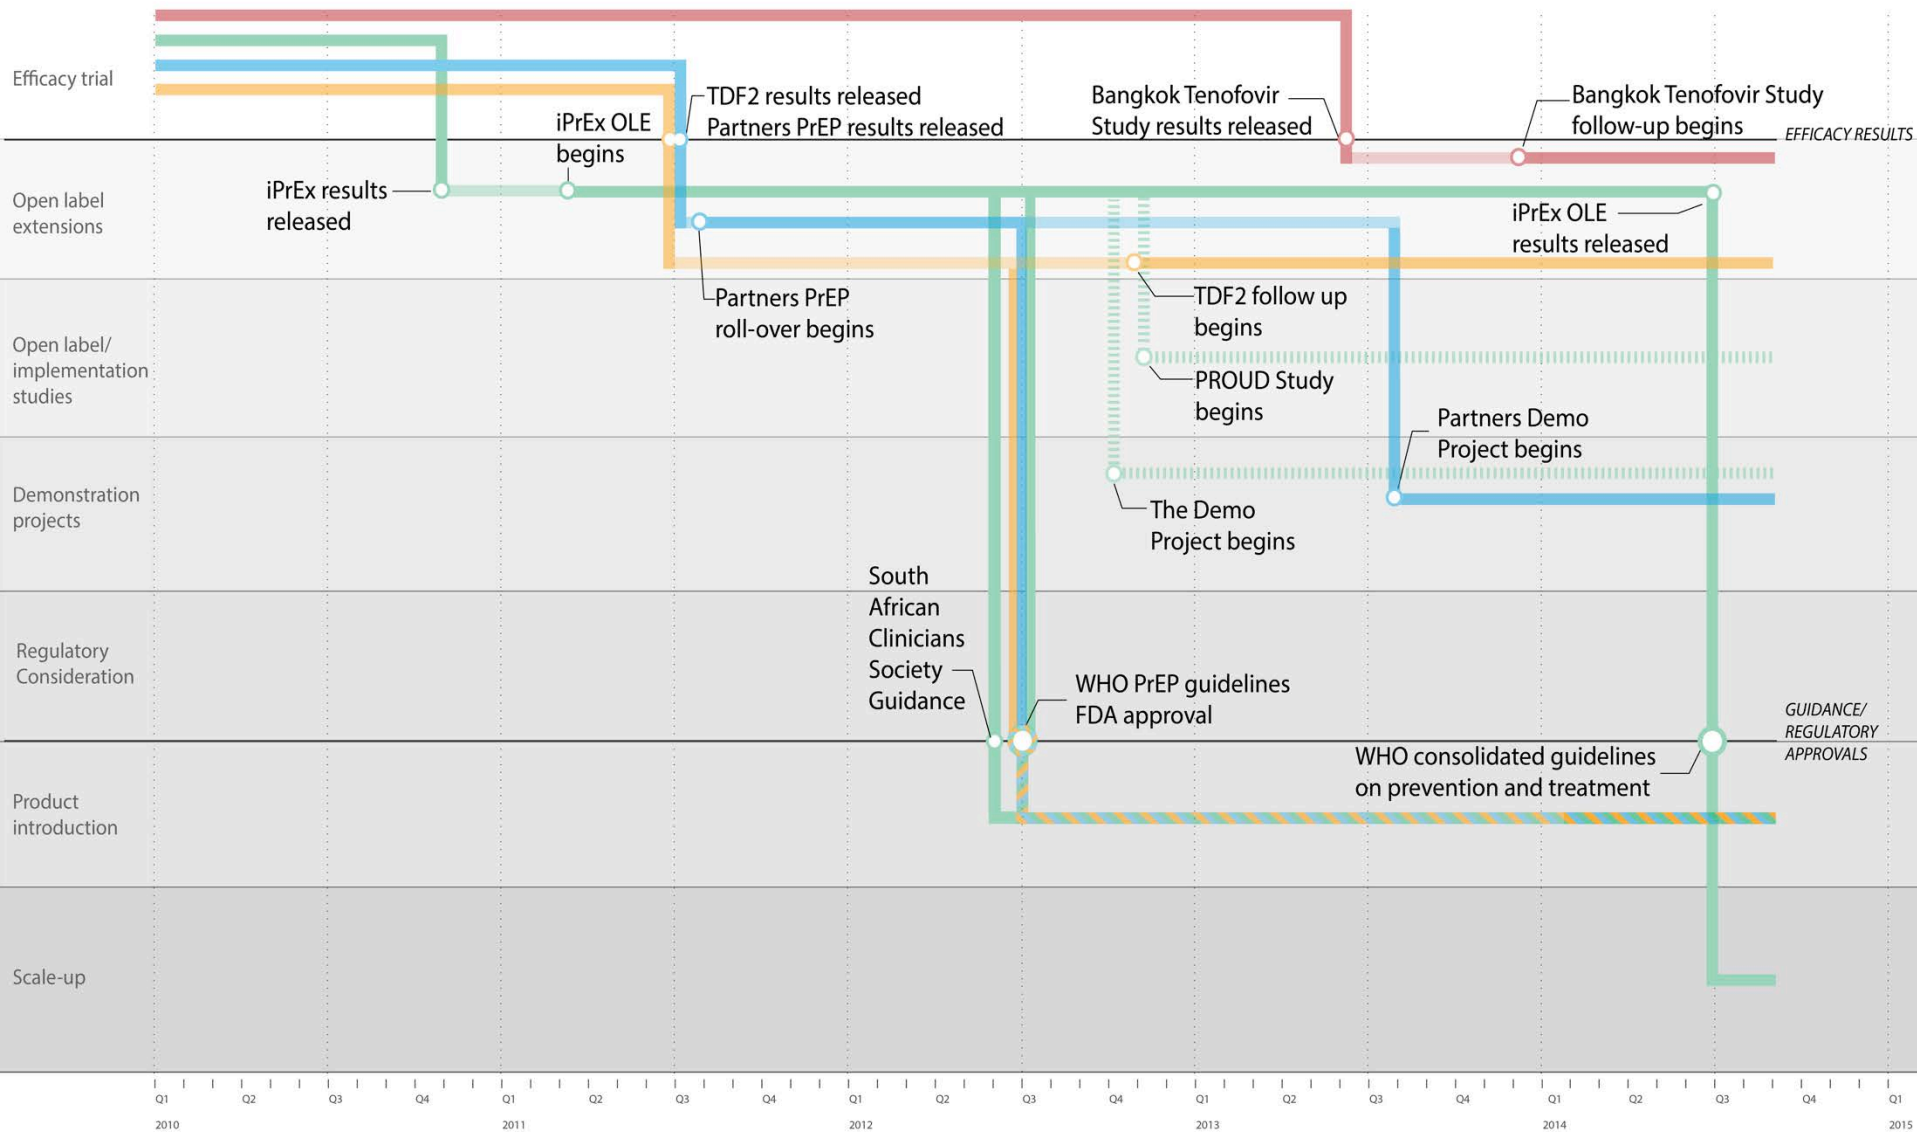 Efficacy trial
TDF2 results released
Partners PrEP results released
iPrEx OLE
begins
Bangkok Tenofovir
Study results released
Bangkok Tenofovir Study
follow-up begins
EFFICACY RESULTS
Open label
extensions
iPrEx results
released
iPrEx OLE
results released
Partners PrEP
roll-over begins
TDF2 follow up
begins
Open label/
implementation
studies
PROUD Study
begins
Partners Demo
Project begins
Demonstration
projects
The Demo
Project begins
South
African
Clinicians
Society
Guidance
Regulatory
Consideration
WHO PrEP guidelines
FDA approval
GUIDANCE/
REGULATORY
APPROVALS
WHO consolidated guidelines
on prevention and treatment
Product
introduction
Scale-up
Q1 Q2 Q3 Q4 Q1 Q2 Q3 Q4 Q1 Q2 Q3 Q4 Q1 Q2 Q3 Q4 Q1 Q2 Q3 Q4 Q1
2010 2011 2012 2013 2014 2015